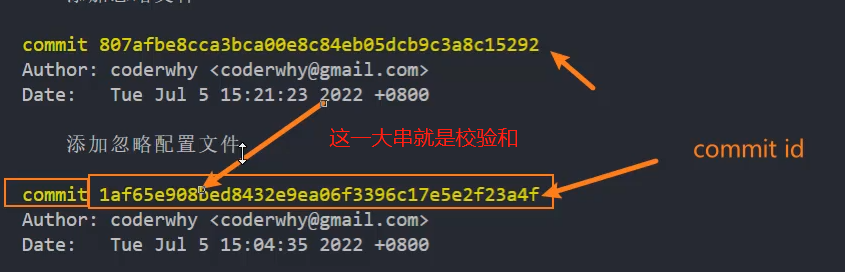 commit 807afbe8cca3bca00e8c84eb05dcb9c3a8c15292
Author: coderwhy <coderwhy@gmail.com>
Date:   Tue Jul 5 15:21:23 2022 +0800
添加忽略配置文件
这一大串就是校验和
commit id
commit 1af65e908bed8432e9ea06f3396c17e5e2f23a4f
Author: coderwhy <coderwhy@gmail.com>
Date:   Tue Jul 5 15:04:35 2022 +0800